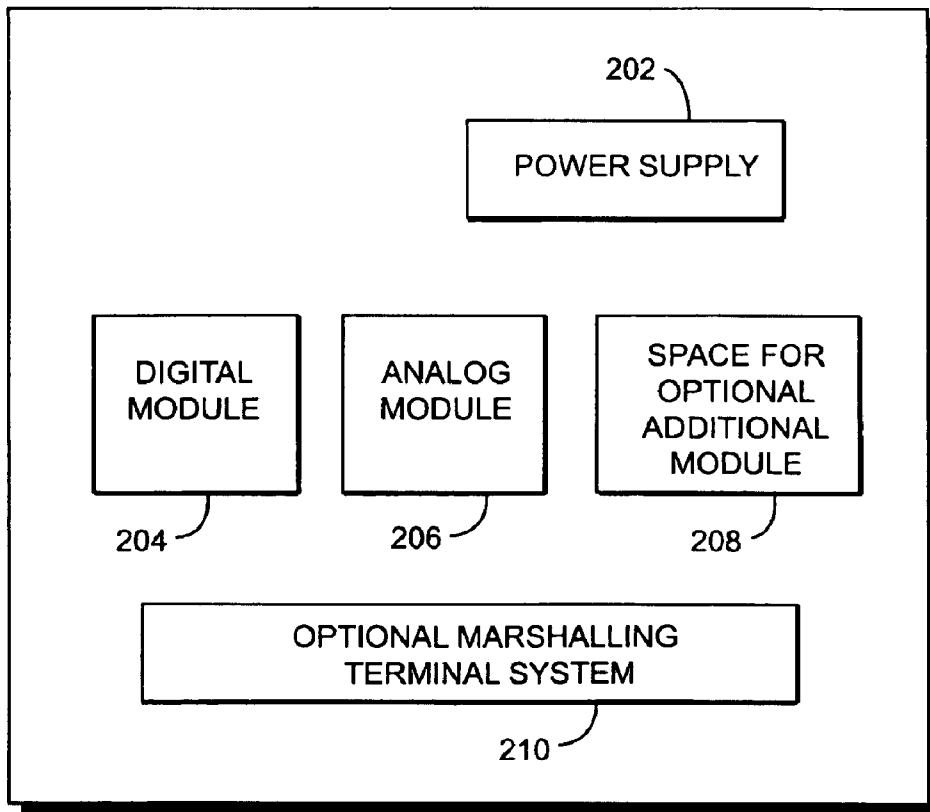 202
POWER SUPPLY
DIGITAL
MODULE
ANALOG
MODULE
SPACE FOR
OPTIONAL
ADDITIONAL
MODULE
204
206
208
OPTIONAL MARSHALLING
TERMINAL SYSTEM
210